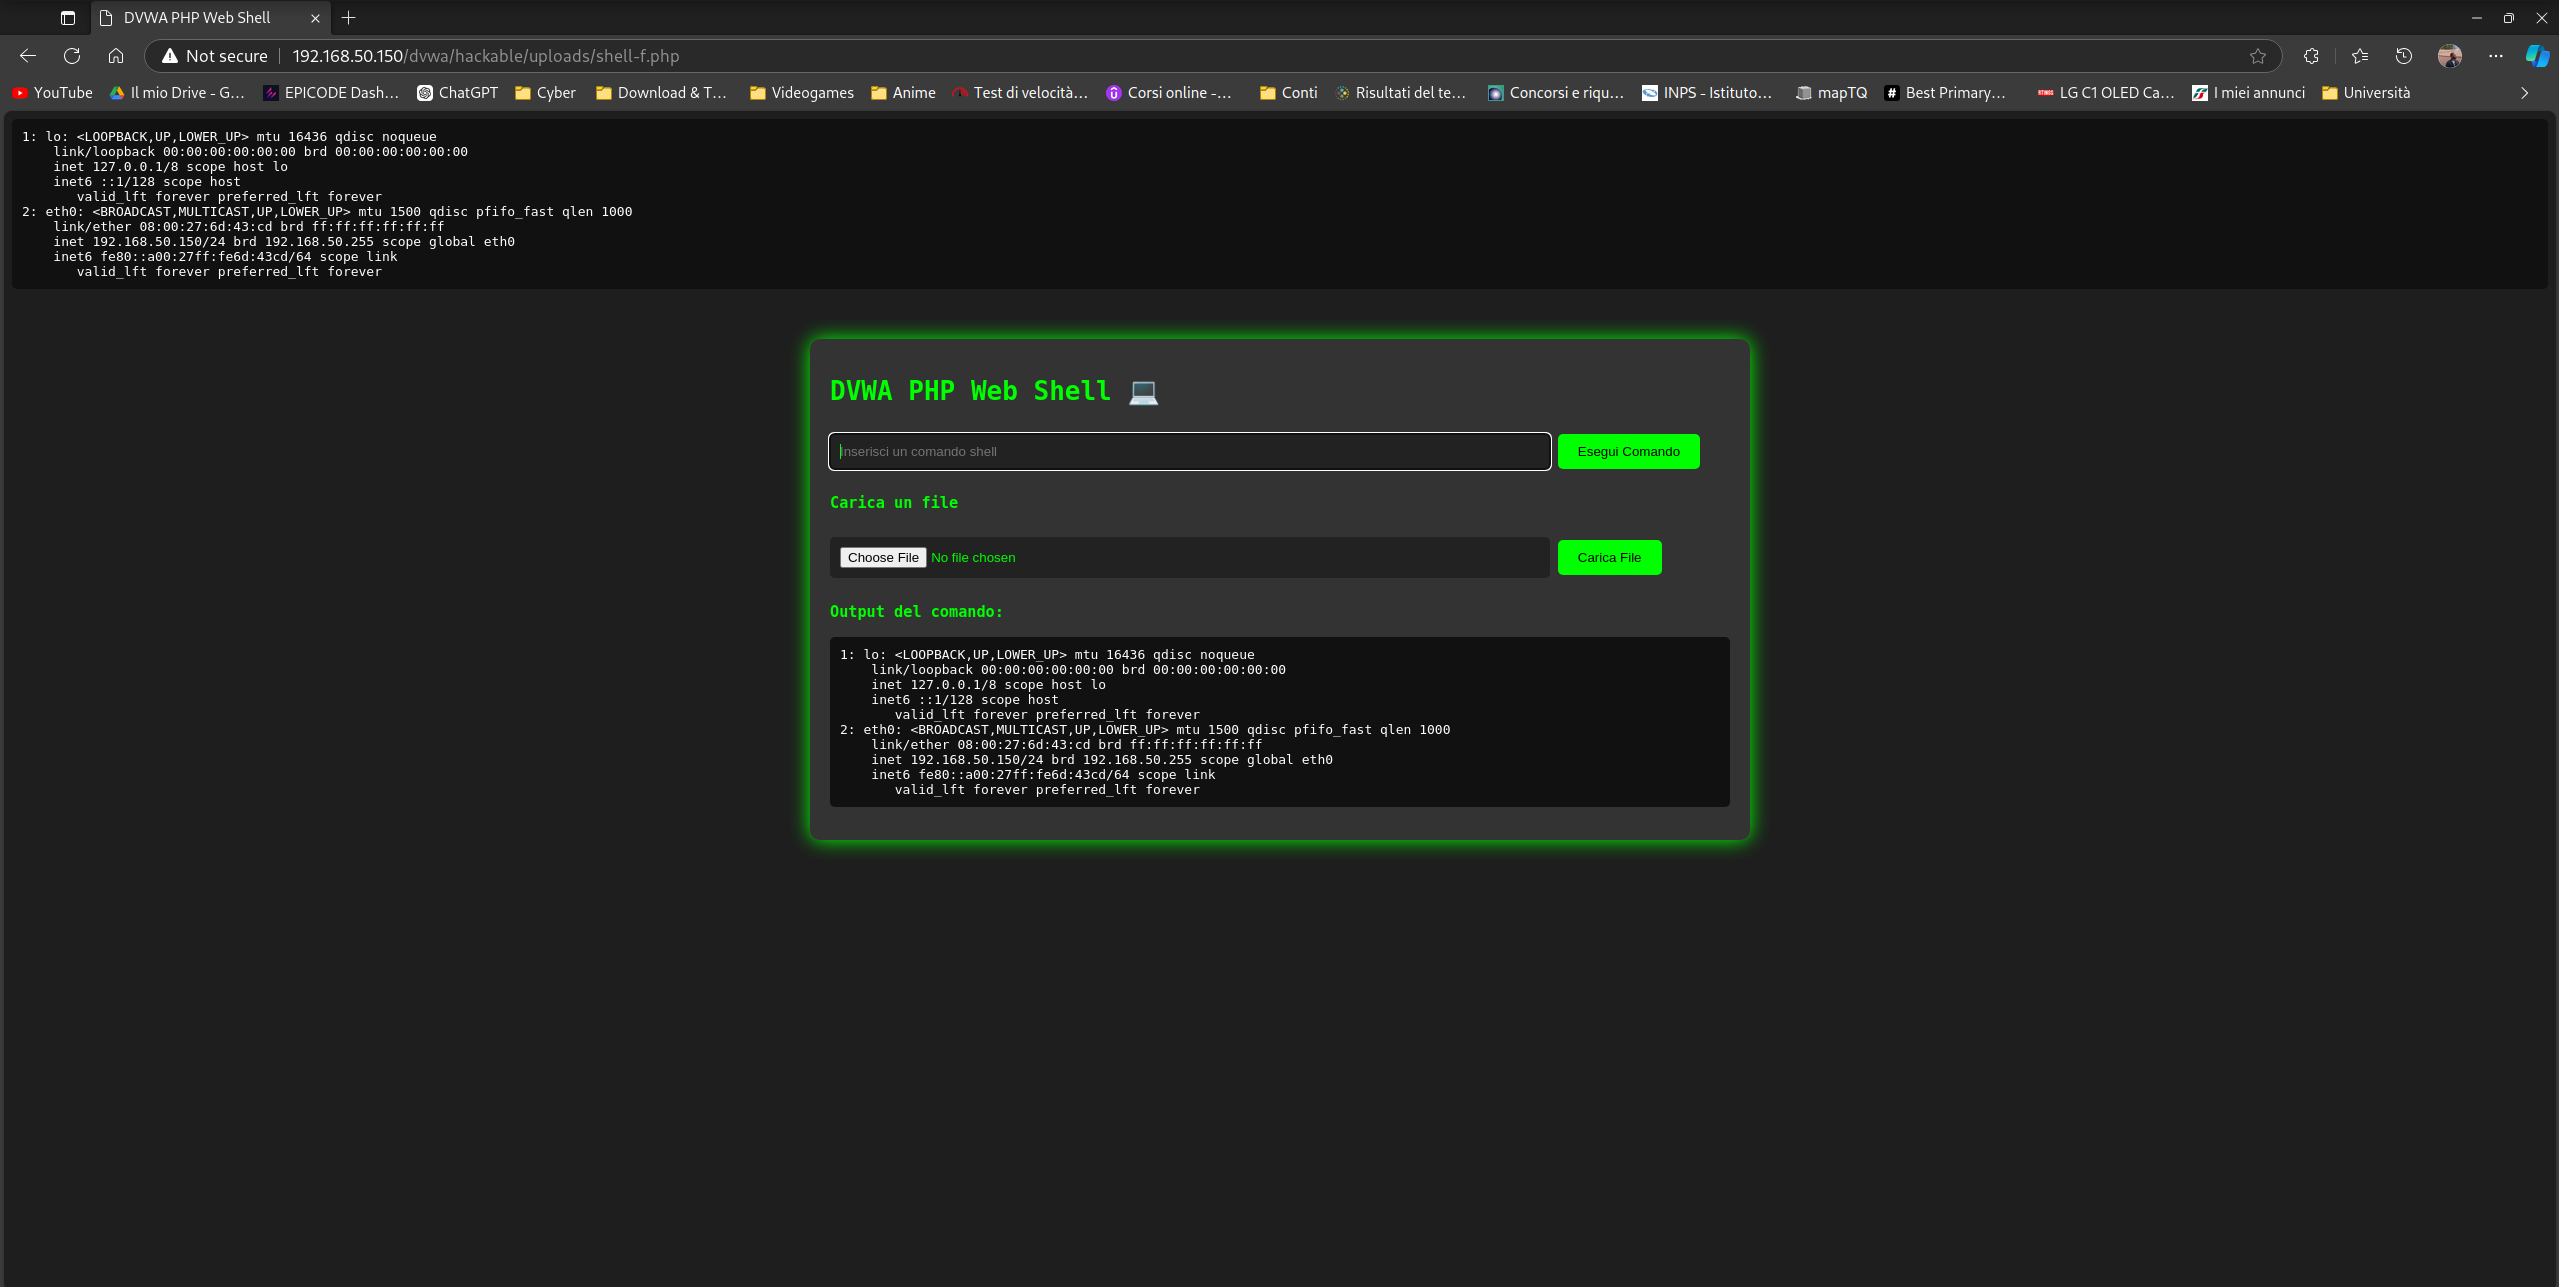 DVWA PHP Web Shell
Not secure 192.168.50.150/dvwa/hackable/uploads/shell-f.php
YouTube Il mio Drive - G... EPICODE Dash... ChatGPT Cyber Download & T... Videogames Anime Test di velocità... Corsi online -... Conti Risultati del te... Concorsi e riqu... INPS - Istituto... mapTQ Best Primary... LG C1 OLED Ca... I miei annunci Università
1: lo: <LOOPBACK,UP,LOWER_UP> mtu 16436 qdisc noqueue
link/loopback 00:00:00:00:00:00 brd 00:00:00:00:00:00
inet 127.0.0.1/8 scope host lo
inet6 ::1/128 scope host
valid_lft forever preferred_lft forever
2: eth0: <BROADCAST,MULTICAST,UP,LOWER_UP> mtu 1500 qdisc pfifo_fast qlen 1000
link/ether 08:00:27:6d:43:cd brd ff:ff:ff:ff:ff:ff
inet 192.168.50.150/24 brd 192.168.50.255 scope global eth0
inet6 fe80::a00:27ff:fe6d:43cd/64 scope link
valid_lft forever preferred_lft forever
DVWA PHP Web Shell 💻
Inserisci un comando shell Esegui Comando
Carica un file
Choose File No file chosen Carica File
Output del comando:
1: lo: <LOOPBACK,UP,LOWER_UP> mtu 16436 qdisc noqueue
link/loopback 00:00:00:00:00:00 brd 00:00:00:00:00:00
inet 127.0.0.1/8 scope host lo
inet6 ::1/128 scope host
valid_lft forever preferred_lft forever
2: eth0: <BROADCAST,MULTICAST,UP,LOWER_UP> mtu 1500 qdisc pfifo_fast qlen 1000
link/ether 08:00:27:6d:43:cd brd ff:ff:ff:ff:ff:ff
inet 192.168.50.150/24 brd 192.168.50.255 scope global eth0
inet6 fe80::a00:27ff:fe6d:43cd/64 scope link
valid_lft forever preferred_lft forever